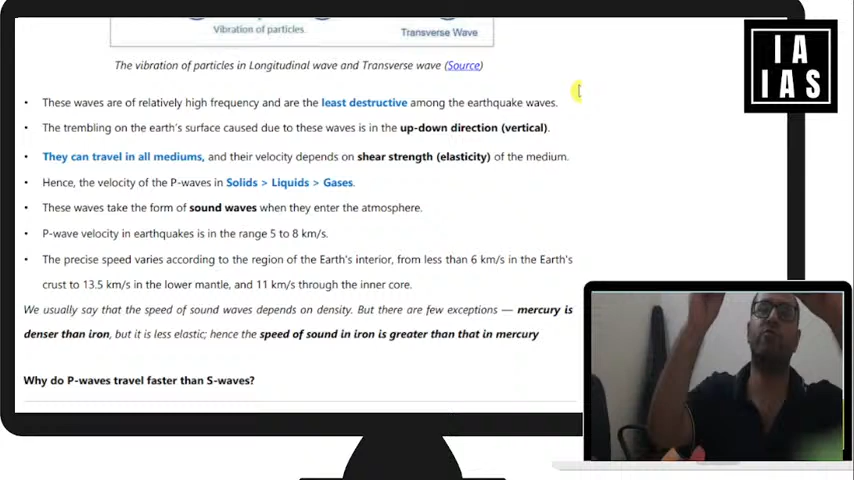 Vibration of particles.
Transverse Wave
The vibration of particles in Longitudinal wave and Transverse wave (Source)
IA
IAS
• These waves are of relatively high frequency and are the least destructive among the earthquake waves.
• The trembling on the earth's surface caused due to these waves is in the up-down direction (vertical).
• They can travel in all mediums, and their velocity depends on shear strength (elasticity) of the medium.
• Hence, the velocity of the P-waves in Solids > Liquids > Gases.
• These waves take the form of sound waves when they enter the atmosphere.
• P-wave velocity in earthquakes is in the range 5 to 8 km/s.
• The precise speed varies according to the region of the Earth's interior, from less than 6 km/s in the Earth's
crust to 13.5 km/s in the lower mantle, and 11 km/s through the inner core.
We usually say that the speed of sound waves depends on density. But there are few exceptions — mercury is
denser than iron, but it is less elastic; hence the speed of sound in iron is greater than that in mercury
Why do P-waves travel faster than S-waves?